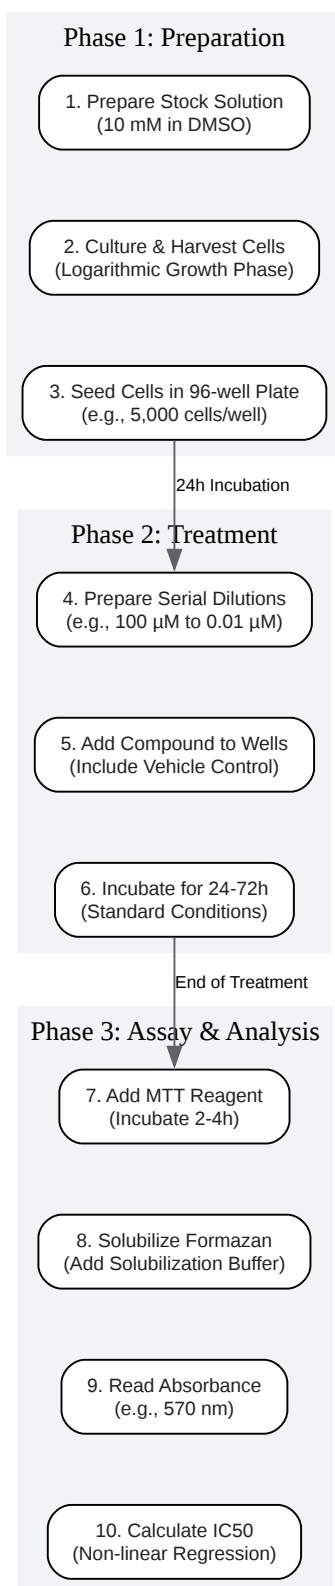 Phase 1: Preparation
1. Prepare Stock Solution
(10 mM in DMSO)
2. Culture & Harvest Cells
(Logarithmic Growth Phase)
3. Seed Cells in 96-well Plate
(e.g., 5,000 cells/well)
24h Incubation
Phase 2: Treatment
4. Prepare Serial Dilutions
(e.g., 100 µM to 0.01 µM)
5. Add Compound to Wells
(Include Vehicle Control)
6. Incubate for 24-72h
(Standard Conditions)
End of Treatment
Phase 3: Assay & Analysis
7. Add MTT Reagent
(Incubate 2-4h)
8. Solubilize Formazan
(Add Solubilization Buffer)
9. Read Absorbance
(e.g., 570 nm)
10. Calculate IC50
(Non-linear Regression)